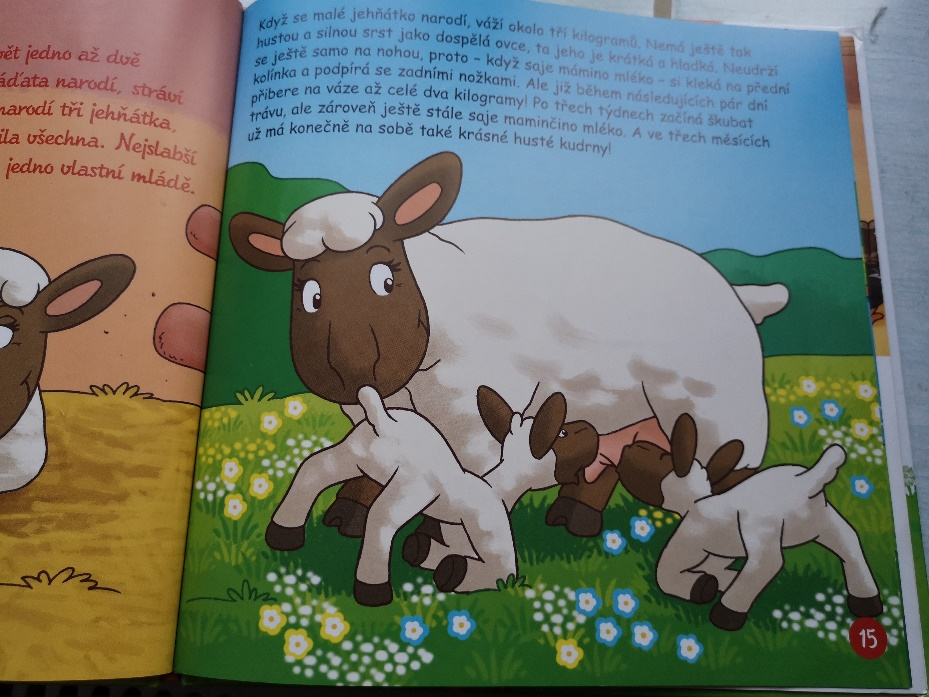 vět jedno až dvě
narodí, stráví
narodí tři jehňátka,
všechna. Nejslabší
jedno vlastní mládě.
Když se malé jehňátko narodí, váží okolo tří kilogramů. Nemá ještě tak
hustou a silnou srst jako dospělá ovce, ta jeho je krátká a hladká. Neudrží
se ještě samo na nohou, proto – když saje mámino mléko – si kleká na přední
kolínka a podpírá se zadními nožkami. Ale již během následujících pár dní
přibere na váze až celé dva kilogramy! Po třech týdnech začíná škubat
trávu, ale zároveň ještě stále saje maminčino mléko. A ve třech měsících
už má konečně na sobě také krásné husté kudrny!
15